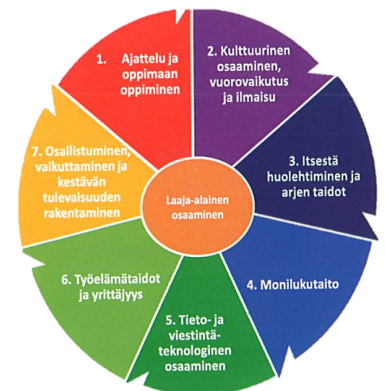 1. Ajattelu ja
oppimaan
oppiminen
2. Kulttuurinen
osaaminen,
vuorovaikutus
ja ilmaisu
3. Itsestä
huolehtiminen ja
arjen taidot
4. Monilukutaito
5. Tieto- ja
viestintä-
teknologinen
osaaminen
6. Työelämätaidot
ja yrittäjyys
7. Osallistuminen,
vaikuttaminen ja
kestävän
tulevaisuuden
rakentaminen
Laaja-alainen
osaaminen